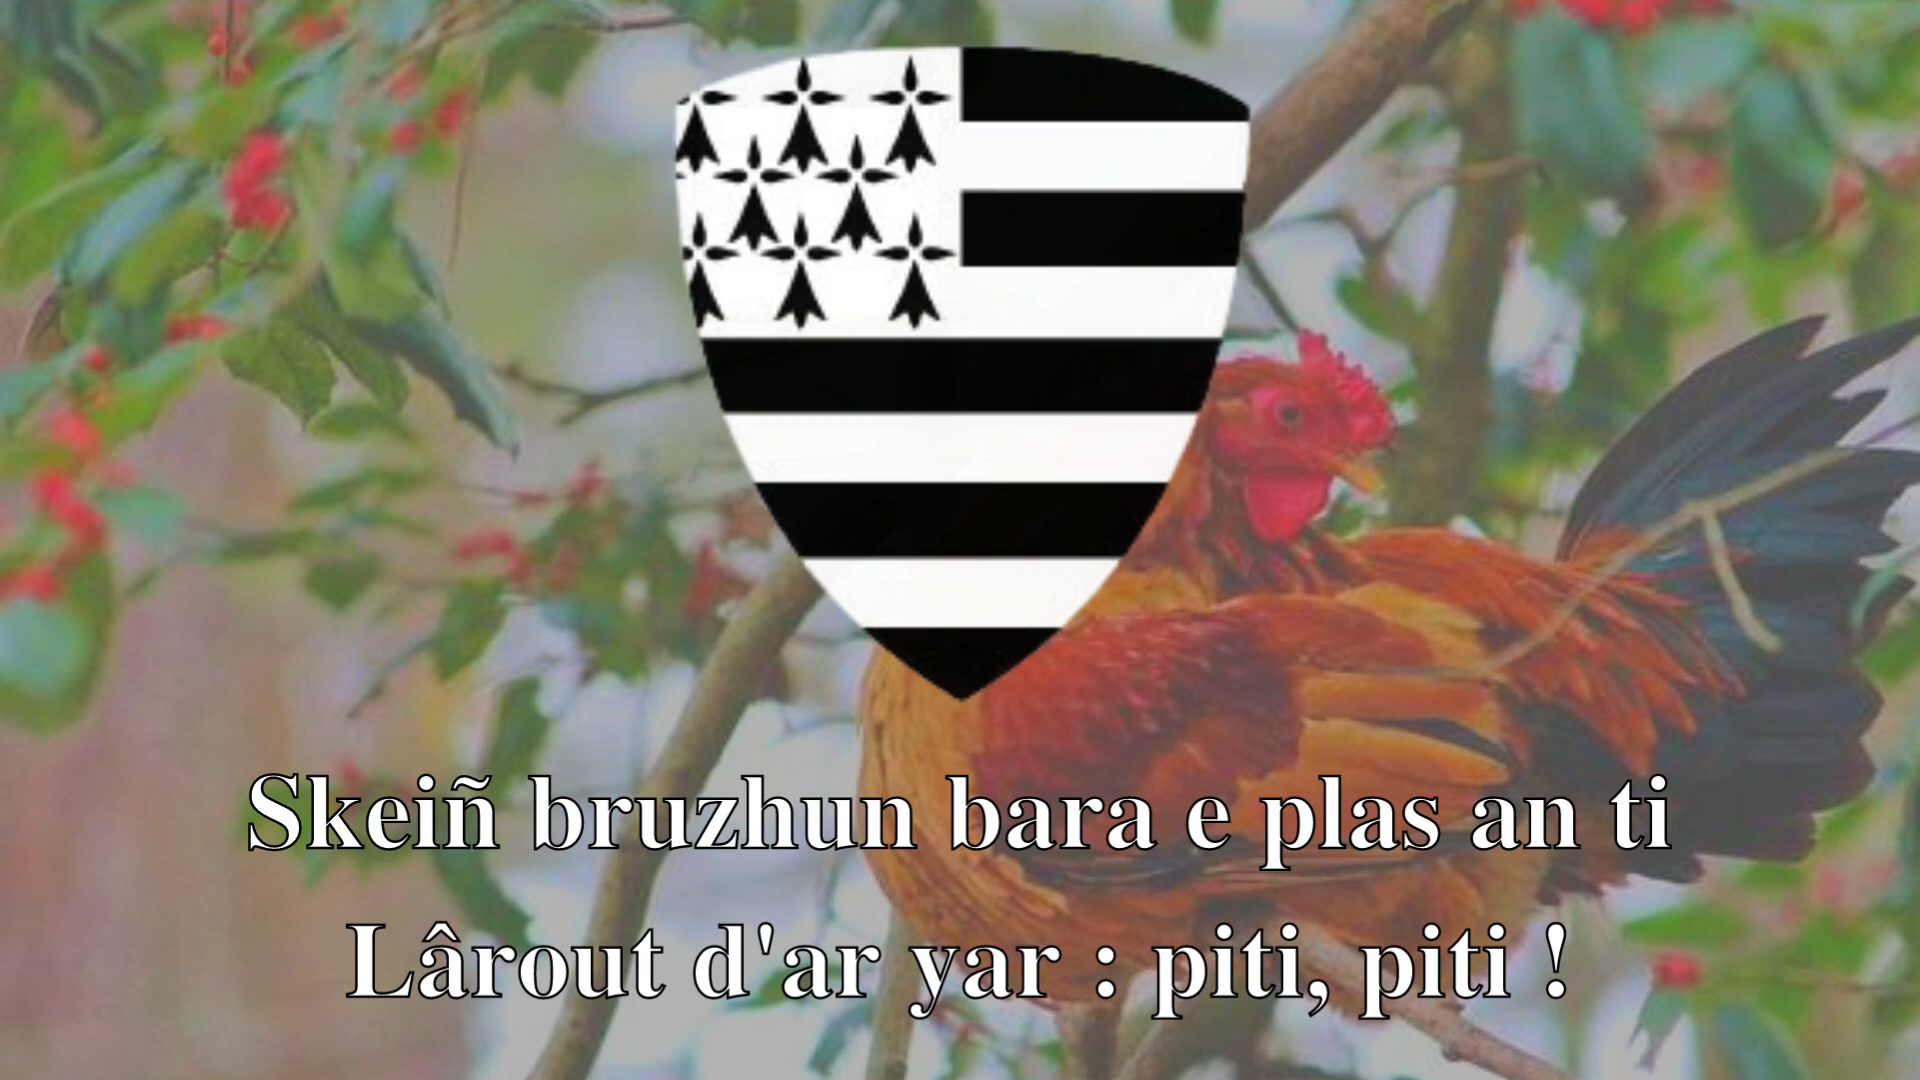 Skeiñ bruzhun bara e plas an ti
Lârout d'ar yar : piti, piti !